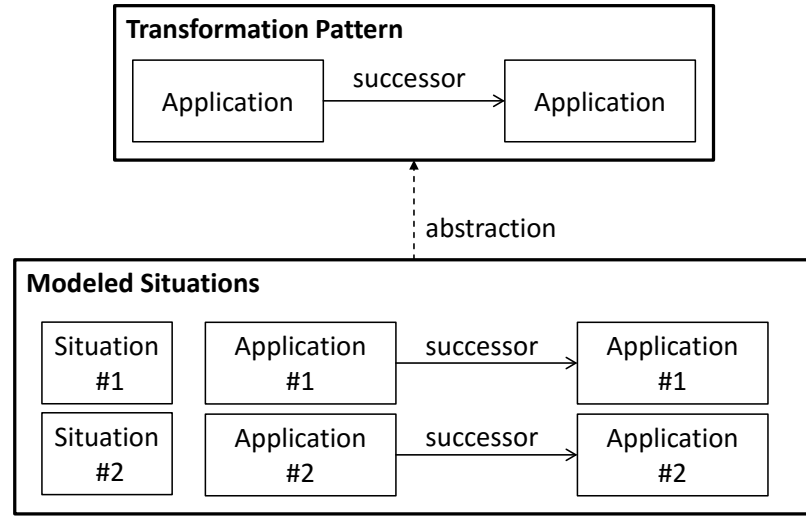 Transformation Pattern
successor
Application
Application
abstraction
Modeled Situations
Situation
#1
Application
#1
successor
Application
#1
Situation
#2
Application
#2
successor
Application
#2